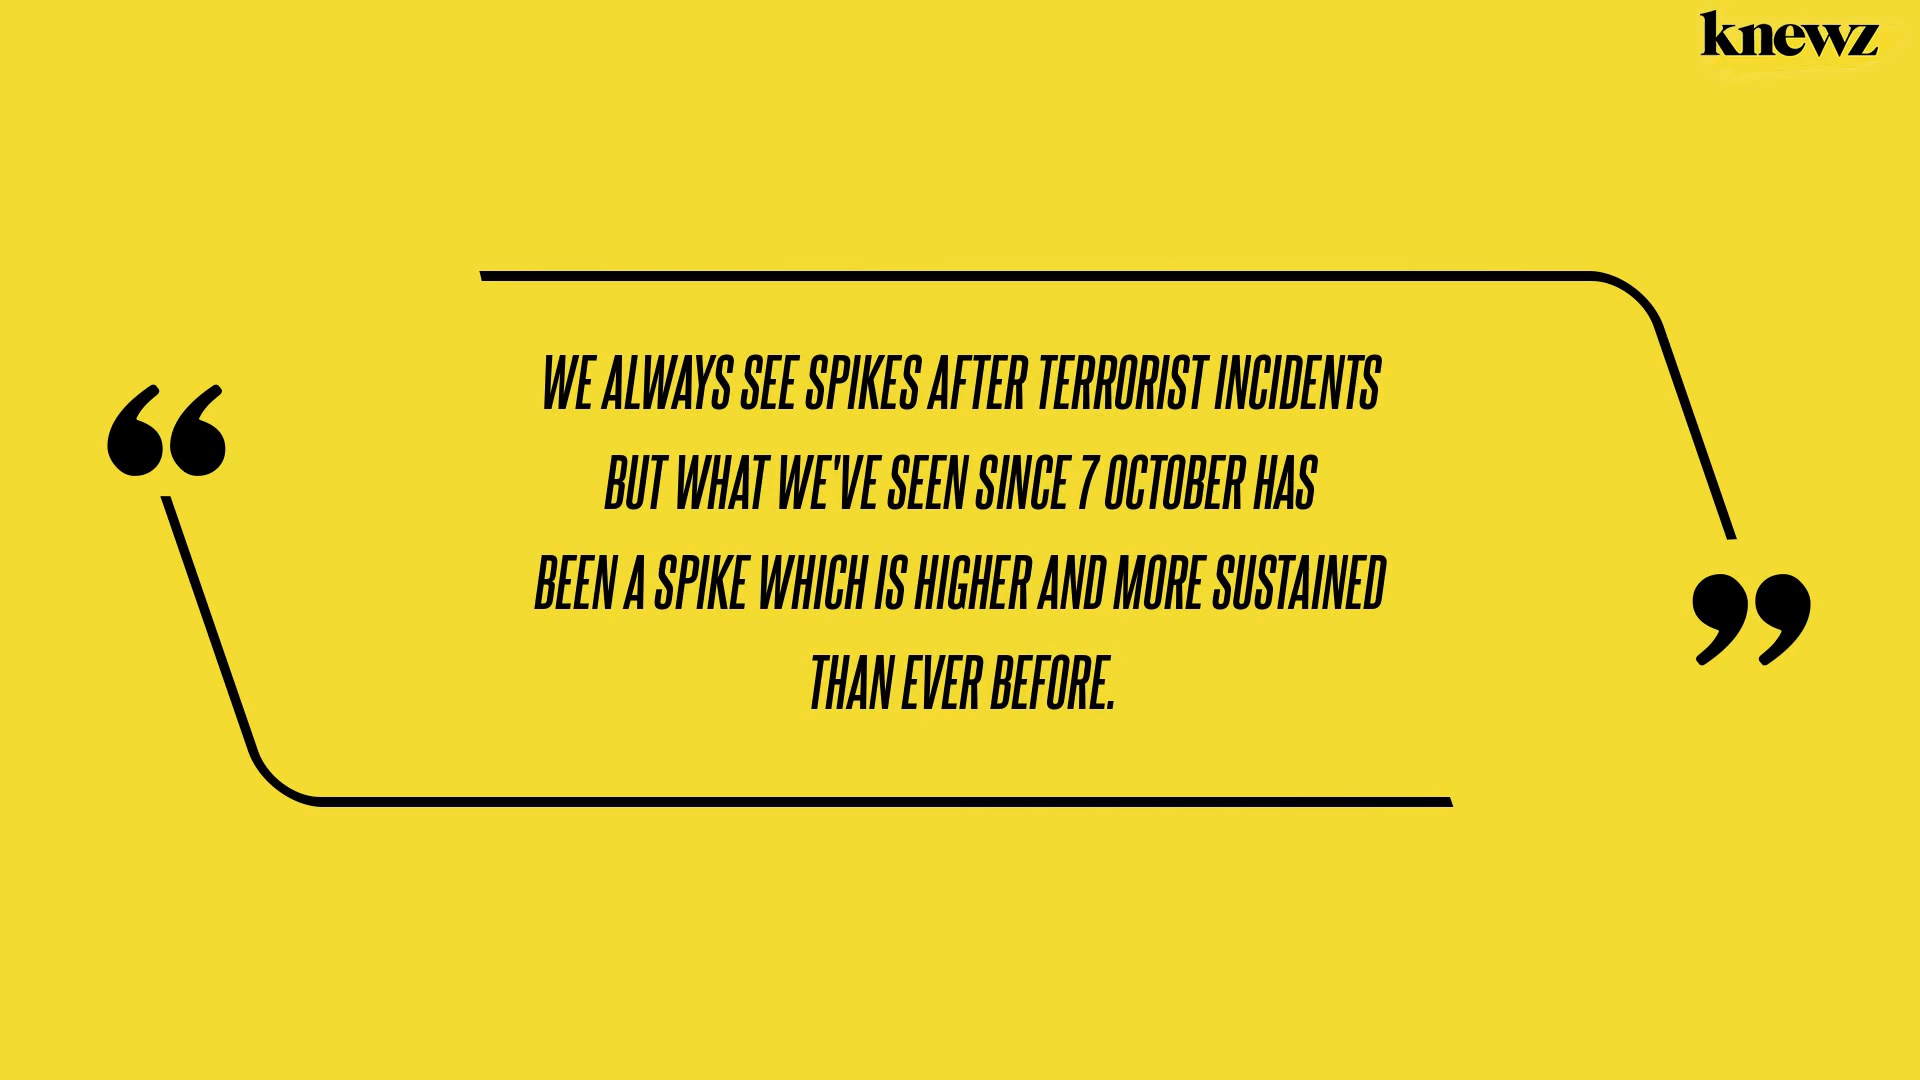 knewz
WE ALWAYS SEE SPIKES AFTER TERRORIST INCIDENTS
BUT WHAT WE'VE SEEN SINCE 7 OCTOBER HAS
BEEN A SPIKE WHICH IS HIGHER AND MORE SUSTAINED
THAN EVER BEFORE.